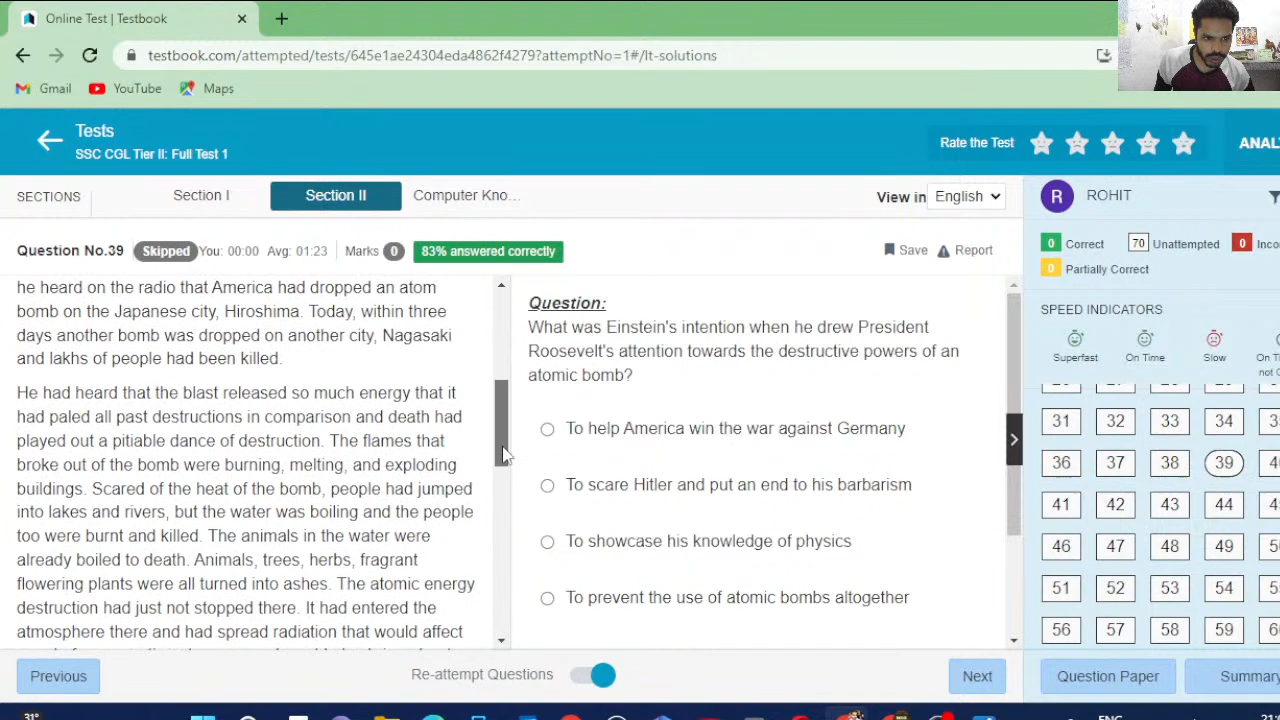 Online Test | Testbook
testbook.com/attempted/tests/645e1ae24304eda4862f4279?attemptNo=1#/lt-solutions
Gmail YouTube Maps
Tests
SSC CGL Tier II: Full Test 1
Rate the Test
ANAL
SECTIONS Section I Section II Computer Kno...
View in English
R ROHIT
Question No.39 Skipped You: 00:00 Avg: 01:23 Marks 0 83% answered correctly
Save Report
0 Correct 70 Unattempted 0 Inco
0 Partially Correct
SPEED INDICATORS
Superfast On Time Slow On Ti
not C
he heard on the radio that America had dropped an atom
bomb on the Japanese city, Hiroshima. Today, within three
days another bomb was dropped on another city, Nagasaki
and lakhs of people had been killed.
He had heard that the blast released so much energy that it
had paled all past destructions in comparison and death had
played out a pitiable dance of destruction. The flames that
broke out of the bomb were burning, melting, and exploding
buildings. Scared of the heat of the bomb, people had jumped
into lakes and rivers, but the water was boiling and the people
too were burnt and killed. The animals in the water were
already boiled to death. Animals, trees, herbs, fragrant
flowering plants were all turned into ashes. The atomic energy
destruction had just not stopped there. It had entered the
atmosphere there and had spread radiation that would affect
Question:
What was Einstein's intention when he drew President
Roosevelt's attention towards the destructive powers of an
atomic bomb?
To help America win the war against Germany
To scare Hitler and put an end to his barbarism
To showcase his knowledge of physics
To prevent the use of atomic bombs altogether
31 32 33 34
36 37 38 39
41 42 43 44
46 47 48 49
51 52 53 54
56 57 58 59
Previous
Re-attempt Questions
Next
Question Paper
Summary
31°
ENG